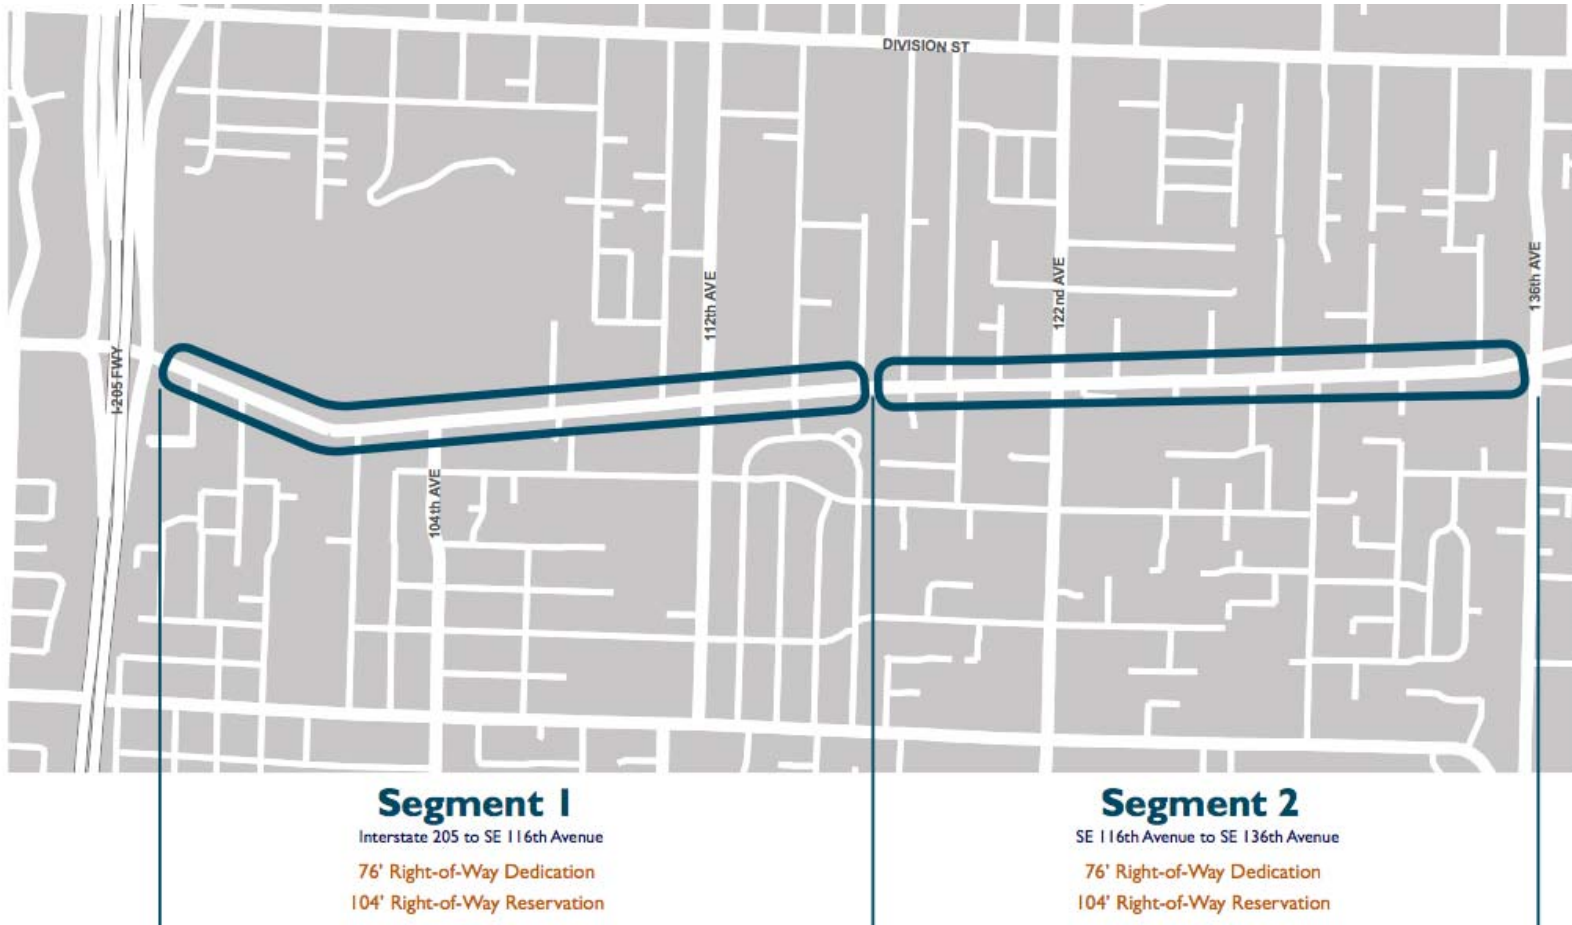 DIVISION ST
I-205 FWY
112th AVE
122nd AVE
136th AVE
104th AVE
Segment 1
Interstate 205 to SE 116th Avenue
76' Right-of-Way Dedication
104' Right-of-Way Reservation
Segment 2
SE 116th Avenue to SE 136th Avenue
76' Right-of-Way Dedication
104' Right-of-Way Reservation